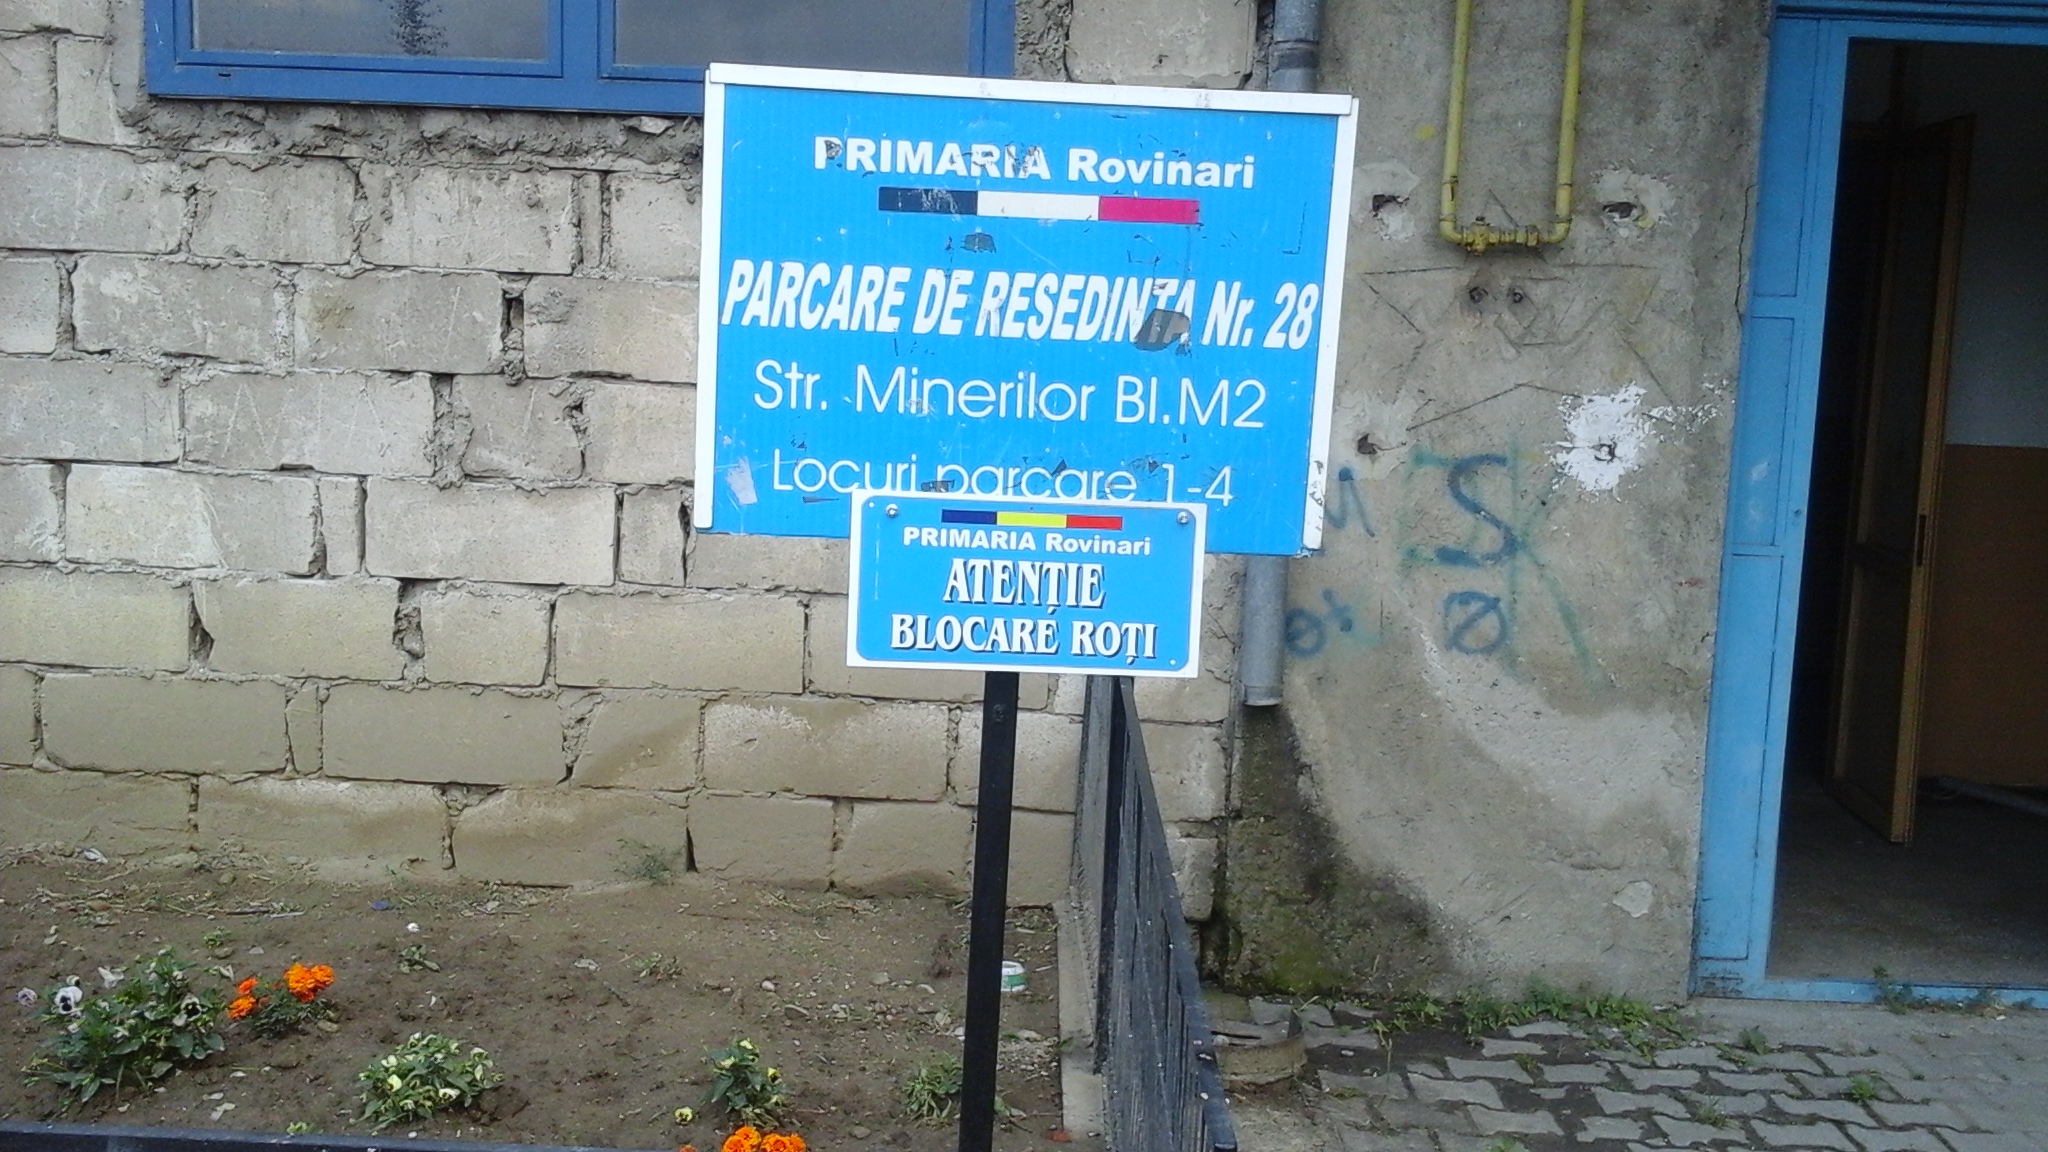 PRIMARIA Rovinari
PARCARE DE RESEDINTA Nr. 28
Str. Minerilor Bl.M2
Locuri parcare 1-4
PRIMARIA Rovinari
ATENȚIE
BLOCARE ROȚI